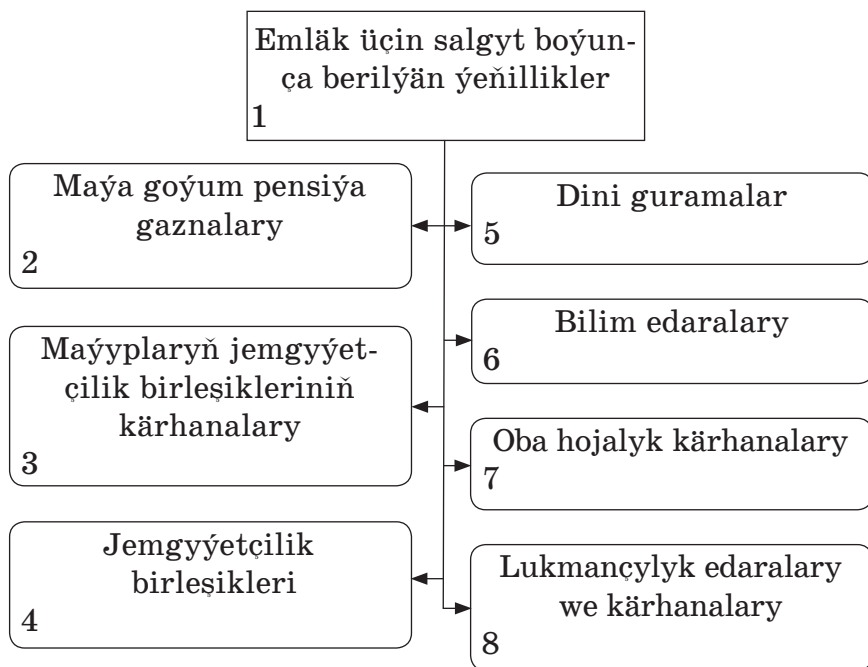 Emläk üçin salgyt boýun-
ça berilýän ýeňillikler
1
Maýa goýum pensiýa
gaznalary
2
Maýyplaryň jemgyýet-
çilik birleşikleriniň
kärhanalary
3
Jemgyýetçilik
birleşikleri
4
Dini guramalar
5
Bilim edaralary
6
Oba hojalyk kärhanalary
7
Lukmançylyk edaralary
we kärhanalary
8